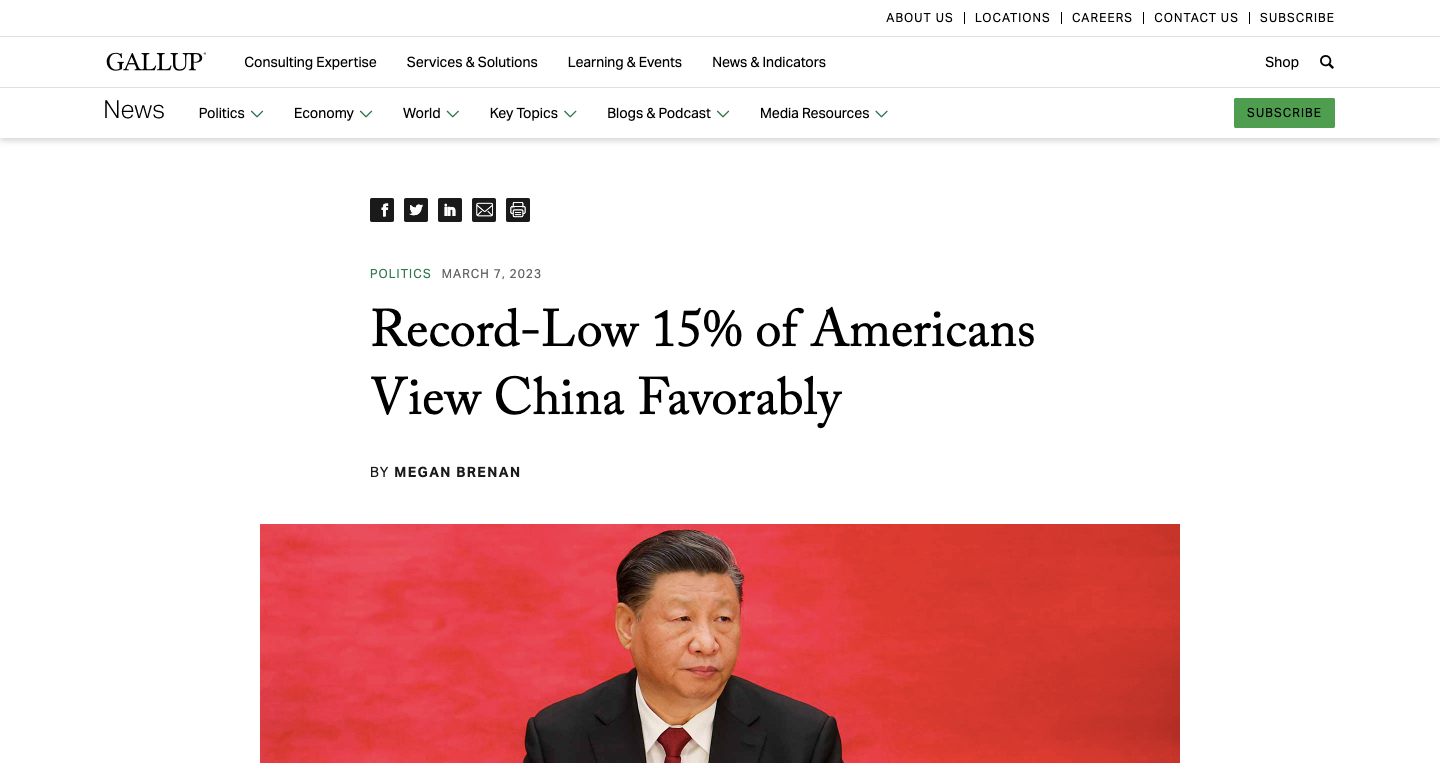 ABOUT US | LOCATIONS | CAREERS | CONTACT US | SUBSCRIBE
GALLUP® Consulting Expertise Services & Solutions Learning & Events News & Indicators Shop
News Politics Economy World Key Topics Blogs & Podcast Media Resources SUBSCRIBE
POLITICS MARCH 7, 2023
Record-Low 15% of Americans
View China Favorably
BY MEGAN BRENAN